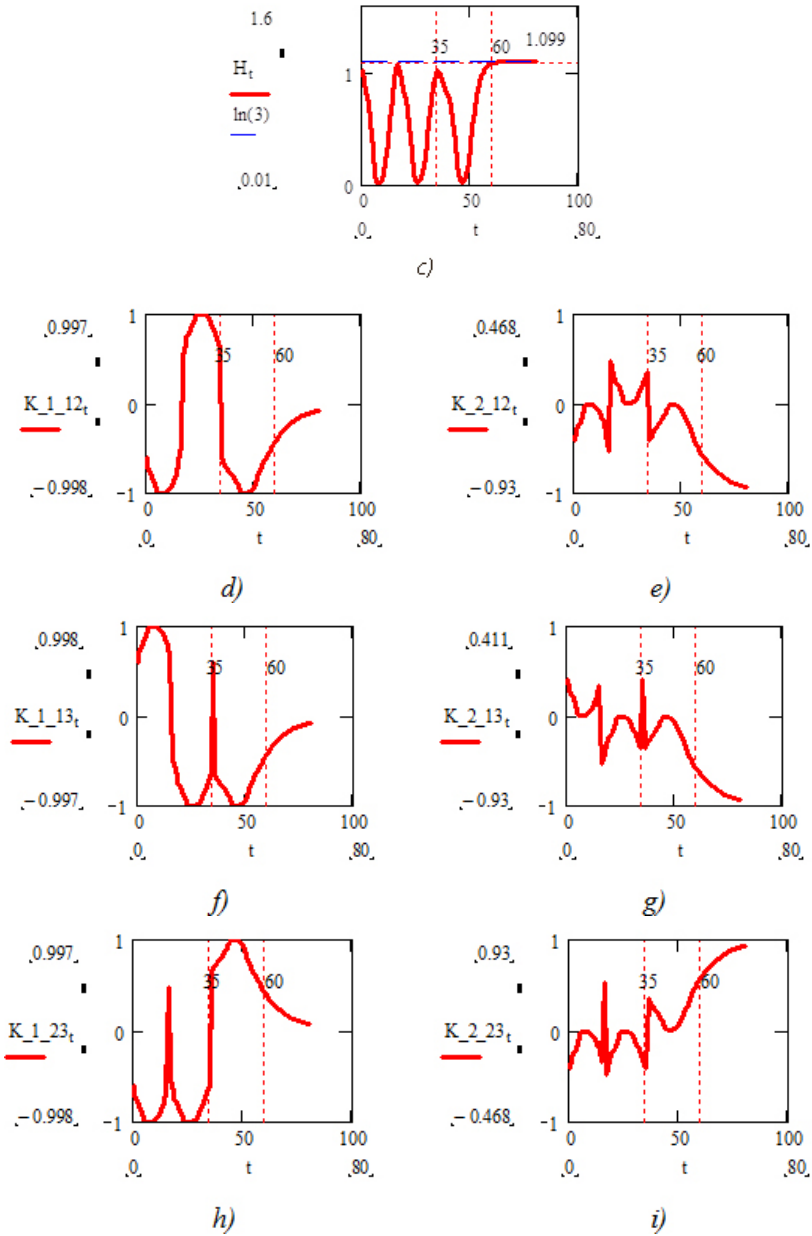 1.6
35 60 1.099
H_t
1
ln(3)
0.01
0
0 50 100
0 t 80
c)
0.997 1 0.468 1
35 60 35 60
K_1_12_t 0 K_2_12_t 0
−0.998 −1 −0.93 −1
0 50 100 0 50 100
0 t 80 0 t 80
d) e)
0.998 1 0.411 1
35 60 35 60
K_1_13_t 0 K_2_13_t 0
−0.997 −1 −0.93 −1
0 50 100 0 50 100
0 t 80 0 t 80
f) g)
0.997 1 0.93 1
35 60 35 60
K_1_23_t 0 K_2_23_t 0
−0.998 −1 −0.468 −1
0 50 100 0 50 100
0 t 80 0 t 80
h) i)